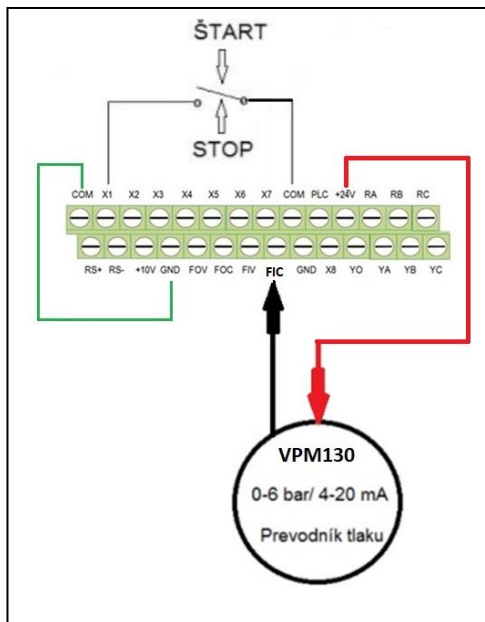 ŠTART
STOP
COM X1 X2 X3 X4 X5 X6 X7 COM PLC +24V RA RB RC
RS+ RS- +10V GND FOV FOC FIV FIC GND X8 YO YA YB YC
VPM130
0-6 bar/ 4-20 mA
Prevodník tlaku